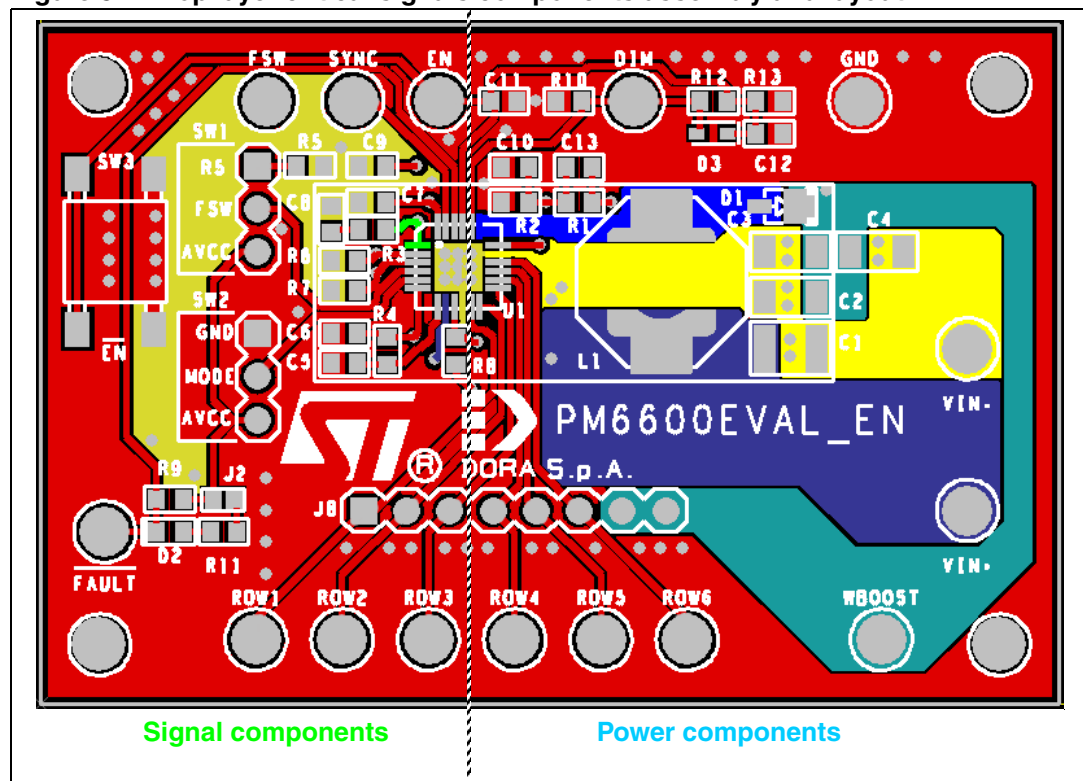 FSW SYNC EN C11 R10 DIM R12 R13 GND
SW1
SW3 R5 R5 C9 C10 C13 D3 C12
FSW C8 C7 R2 R1 D1 C3 C4
AVCC R6 R3
SW2 R7 U1 C2
GND C6 R4 C1
EN C5 R8 L1
MODE
AVCC VIN-
PM6600EVAL_EN
ST ® DORA S.p.A.
R9 J2
J8
D2 R11
FAULT VIN+
ROW1 ROW2 ROW3 ROW4 ROW5 ROW6 WBOOST
Signal components Power components